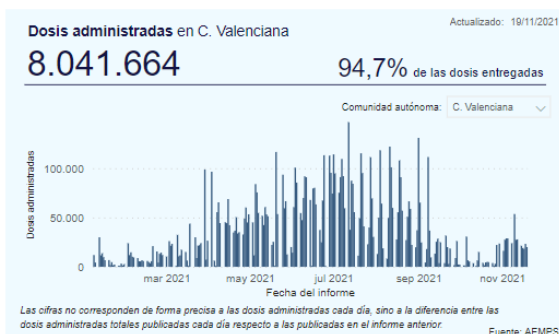 Actualizado: 19/11/2021
Dosis administradas en C. Valenciana
8.041.664
94,7% de las dosis entregadas
Comunidad autónoma: C. Valenciana
Dosis administradas
100.000
50.000
0
mar 2021 may 2021 jul 2021 sep 2021 nov 2021
Fecha del informe
Las cifras no corresponden de forma precisa a las dosis administradas cada día, sino a la diferencia entre las
dosis administradas totales publicadas cada día respecto a las publicadas en el informe anterior.
Fuente: AEMPS